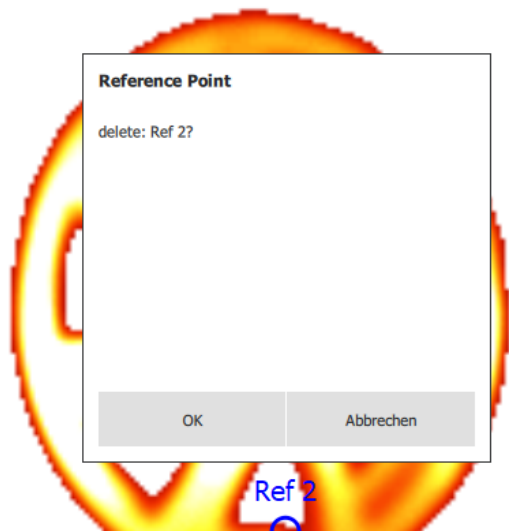 Reference Point
delete: Ref 2?
OK
Abbrechen
Ref 2